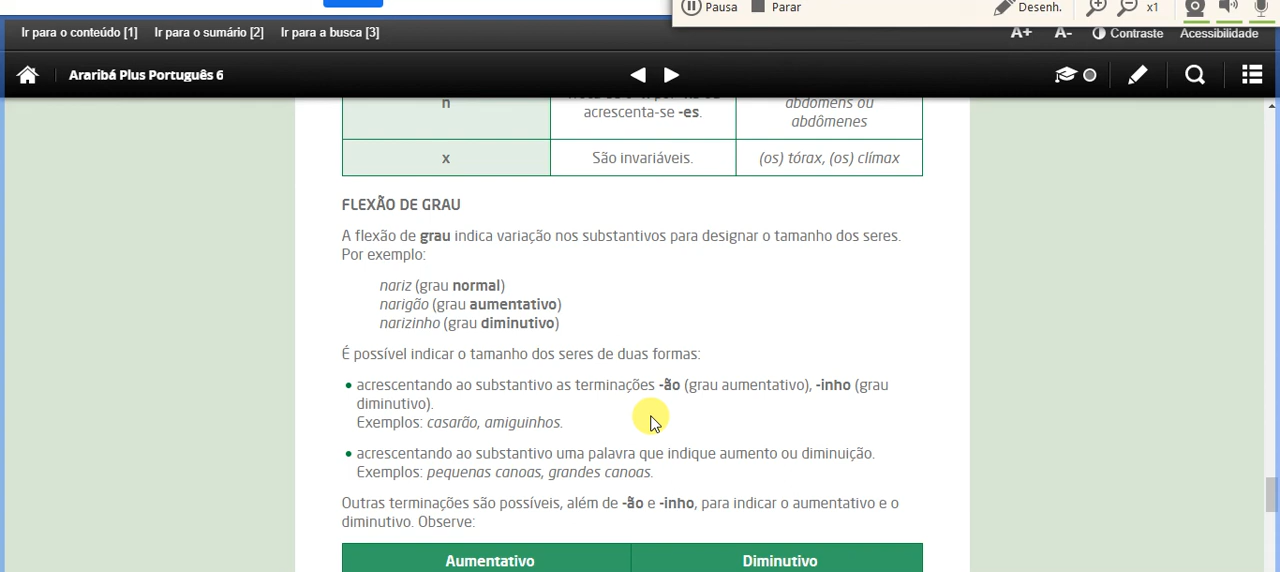 Pausa Parar Desenh. x1
Ir para o conteúdo [1] Ir para o sumário [2] Ir para a busca [3] A+ A- Contraste Acessibilidade
Araribá Plus Português 6
n
acrescenta-se -es.
abdomens ou
abdômenes
x São invariáveis. (os) tórax, (os) clímax
FLEXÃO DE GRAU
A flexão de grau indica variação nos substantivos para designar o tamanho dos seres.
Por exemplo:
nariz (grau normal)
narigão (grau aumentativo)
narizinho (grau diminutivo)
É possível indicar o tamanho dos seres de duas formas:
• acrescentando ao substantivo as terminações -ão (grau aumentativo), -inho (grau
diminutivo).
Exemplos: casarão, amiguinhos.
• acrescentando ao substantivo uma palavra que indique aumento ou diminuição.
Exemplos: pequenas canoas, grandes canoas.
Outras terminações são possíveis, além de -ão e -inho, para indicar o aumentativo e o
diminutivo. Observe:
Aumentativo Diminutivo